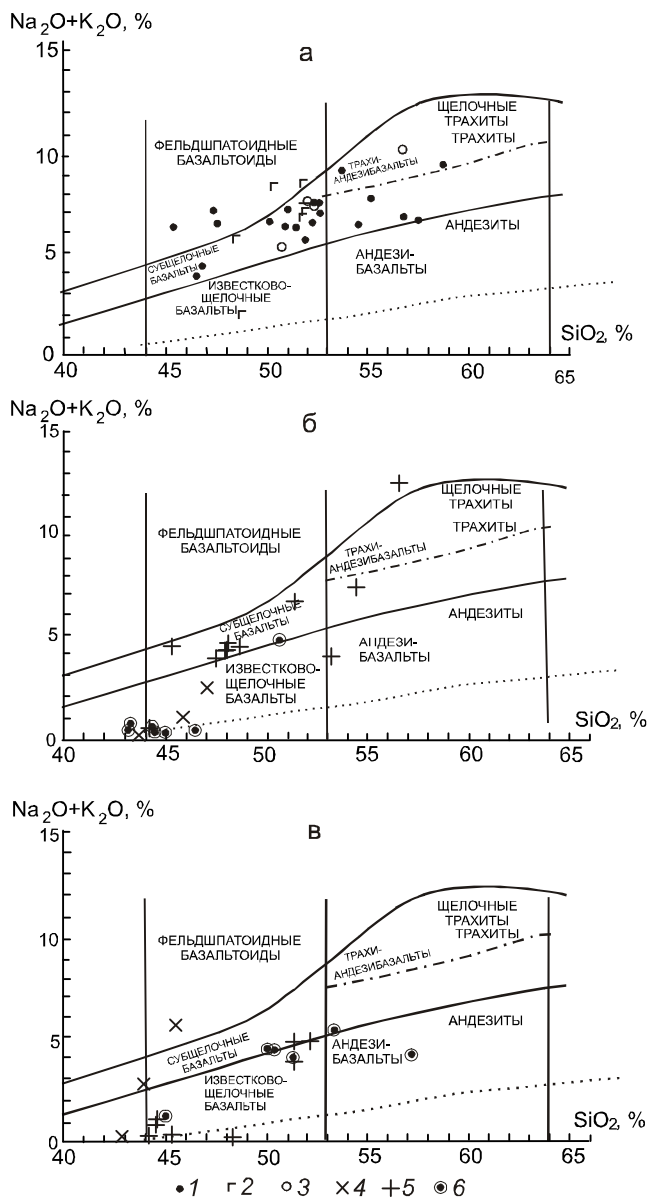 Na2O+K2O, %
а
15
10
5
0
ФЕЛЬДШПАТОИДНЫЕ
БАЗАЛЬТОИДЫ
ЩЕЛОЧНЫЕ
ТРАХИТЫ
ТРАХИТЫ
ТРАХИ-
АНДЕЗИБАЗАЛЬТЫ
СУБЩЕЛОЧНЫЕ
БАЗАЛЬТЫ
АНДЕЗИТЫ
АНДЕЗИ-
БАЗАЛЬТЫ
ИЗВЕСТКОВО-
ЩЕЛОЧНЫЕ
БАЗАЛЬТЫ
SiO2, %
40 45 50 55 60 65
Na2O+K2O, %
б
15
10
5
0
ФЕЛЬДШПАТОИДНЫЕ
БАЗАЛЬТОИДЫ
ЩЕЛОЧНЫЕ
ТРАХИТЫ
ТРАХИТЫ
ТРАХИ-
АНДЕЗИБАЗАЛЬТЫ
СУБЩЕЛОЧНЫЕ
БАЗАЛЬТЫ
АНДЕЗИТЫ
АНДЕЗИ-
БАЗАЛЬТЫ
ИЗВЕСТКОВО-
ЩЕЛОЧНЫЕ
БАЗАЛЬТЫ
SiO2, %
40 45 50 55 60 65
Na2O+K2O, %
в
15
10
5
0
ФЕЛЬДШПАТОИДНЫЕ
БАЗАЛЬТОИДЫ
ЩЕЛОЧНЫЕ
ТРАХИТЫ
ТРАХИТЫ
ТРАХИ-
АНДЕЗИБАЗАЛЬТЫ
СУБЩЕЛОЧНЫЕ
БАЗАЛЬТЫ
АНДЕЗИТЫ
АНДЕЗИ-
БАЗАЛЬТЫ
ИЗВЕСТКОВО-
ЩЕЛОЧНЫЕ
БАЗАЛЬТЫ
SiO2, %
40 45 50 55 60 65
1 2 3 4 5 6